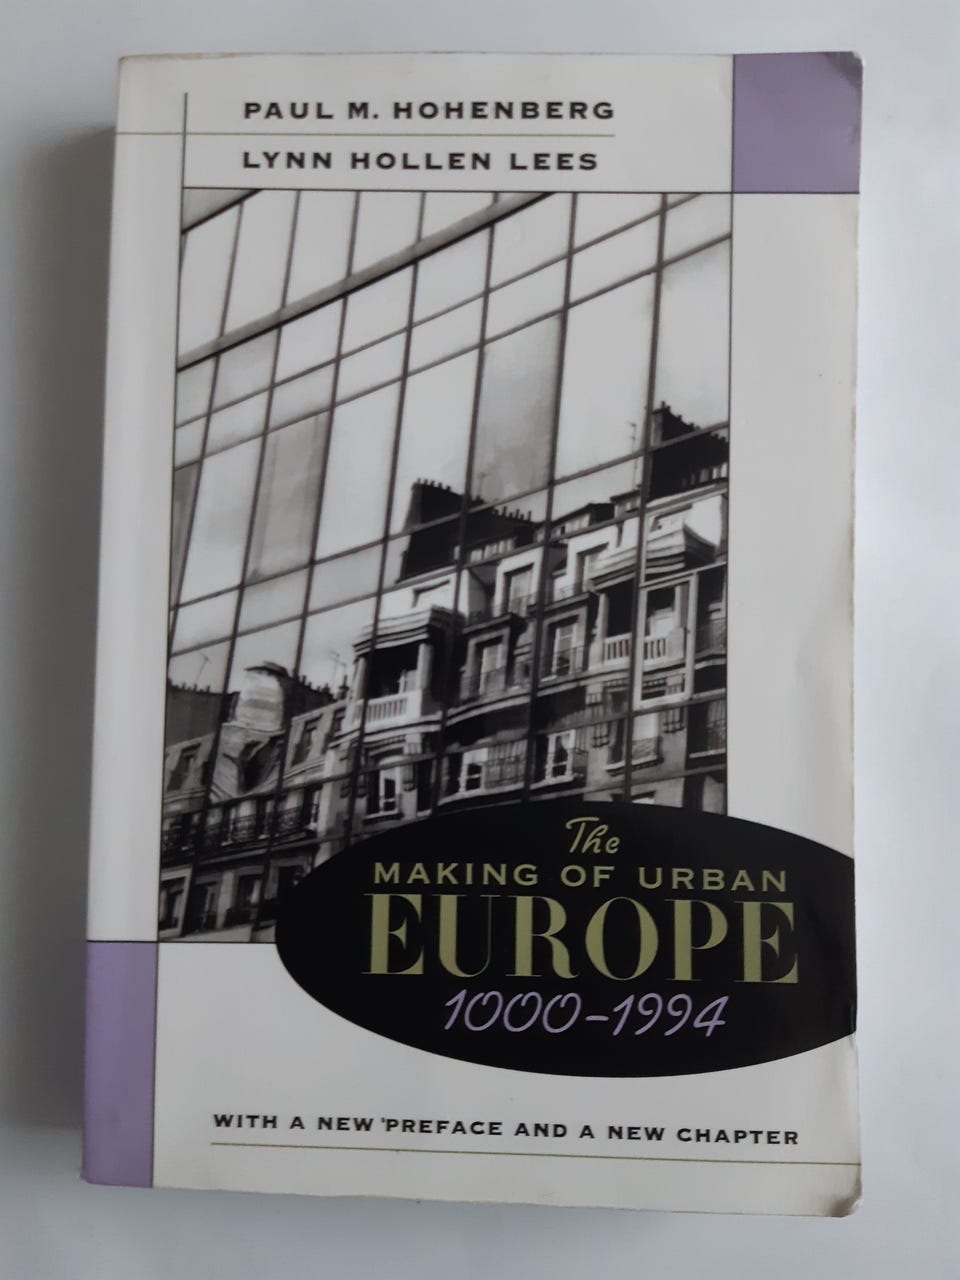 PAUL M. HOHENBERG
LYNN HOLLEN LEES
The
MAKING OF URBAN
EUROPE
1000–1994
WITH A NEW PREFACE AND A NEW CHAPTER